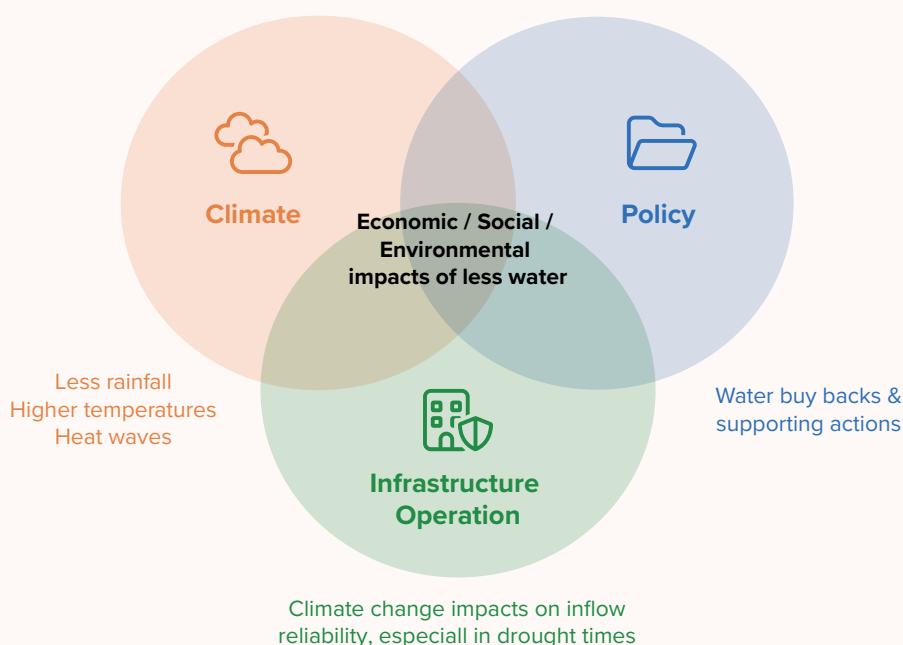 Climate
Policy
Economic / Social /
Environmental
impacts of less water
Less rainfall
Higher temperatures
Heat waves
Water buy backs &
supporting actions
Infrastructure
Operation
Climate change impacts on inflow
reliability, especiall in drought times